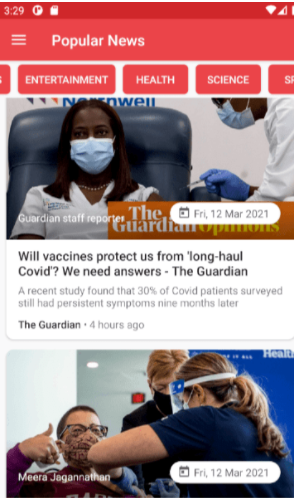 3:29
Popular News
ENTERTAINMENT
HEALTH
SCIENCE
SP
Northwell
Guardian staff reporter
The Guardian Opinions
Fri, 12 Mar 2021
Will vaccines protect us from 'long-haul
Covid'? We need answers - The Guardian
A recent study found that 30% of Covid patients surveyed
still had persistent symptoms nine months later
The Guardian • 4 hours ago
Health
Meera Jagannathan
Fri, 12 Mar 2021